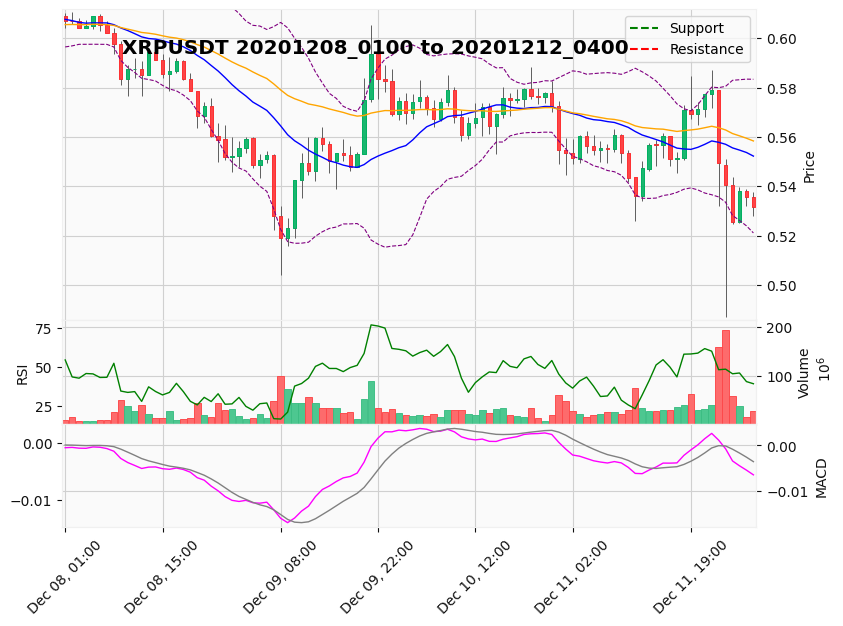 XRPUSDT 20201208_0100 to 20201212_0400
Support
Resistance
0.60
0.58
0.56
0.54
0.52
0.50
Price
75
50
25
RSI
200
100
Volume
10^6
0.00
−0.01
0.00
−0.01
MACD
Dec 08, 01:00
Dec 08, 15:00
Dec 09, 08:00
Dec 09, 22:00
Dec 10, 12:00
Dec 11, 02:00
Dec 11, 19:00